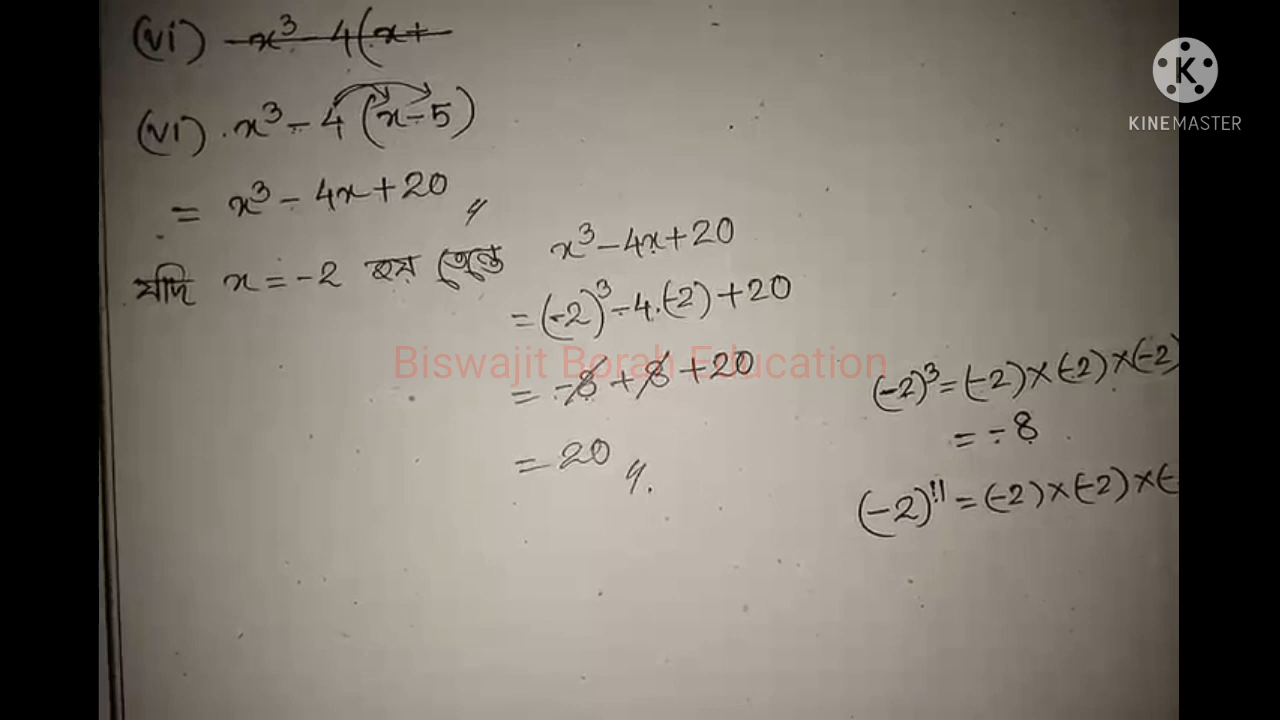 (vi) x³ - 4(x+
(vi) x³ - 4(x-5)
= x³ - 4x + 20
যদি x = -2 হয় তেন্তে x³ - 4x + 20
= (-2)³ - 4.(-2) + 20
= -8 + 8 + 20
= 20
(-2)³ = (-2)×(-2)×(-2)
= -8
(-2)¹¹ = (-2)×(-2)×(-
Biswajit Borah Education
KINEMASTER